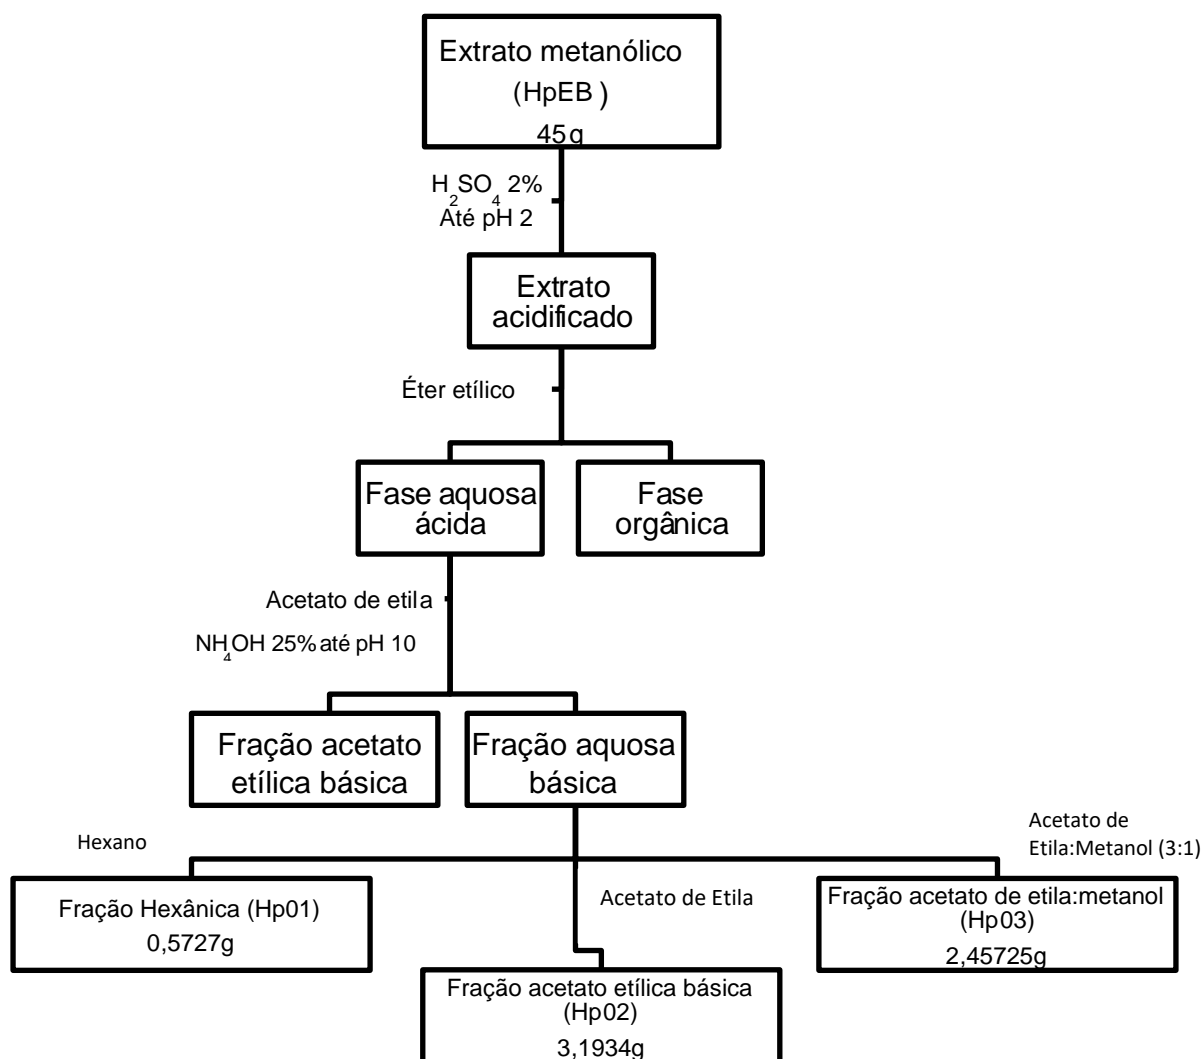 Extrato metanólico
(HpEB )
45g
H2SO4 2%
Até pH 2
Extrato
acidificado
Éter etílico
Fase aquosa
ácida
Fase
orgânica
Acetato de etila
NH4OH 25% até pH 10
Fração acetato
etílica básica
Fração aquosa
básica
Hexano
Acetato de
Etila:Metanol (3:1)
Acetato de Etila
Fração Hexânica (Hp01)
0,5727g
Fração acetato de etila:metanol
(Hp03)
2,45725g
Fração acetato etílica básica
(Hp02)
3,1934g